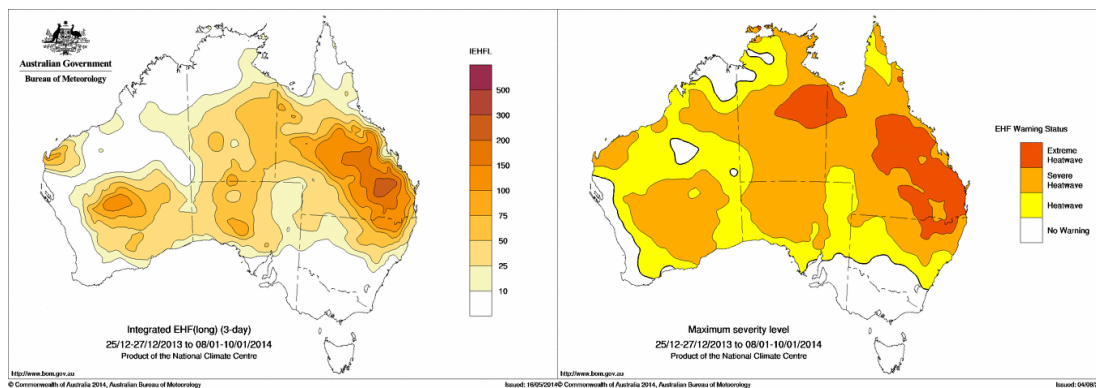 Australian Government
Bureau of Meteorology
IEHFL
500
300
200
150
100
75
50
25
10
Integrated EHF(long) (3-day)
25/12-27/12/2013 to 08/01-10/01/2014
Product of the National Climate Centre
http://www.bom.gov.au
© Commonwealth of Australia 2014, Australian Bureau of Meteorology
Issued: 16/05/2014
EHF Warning Status
Extreme
Heatwave
Severe
Heatwave
Heatwave
No Warning
Maximum severity level
25/12-27/12/2013 to 08/01-10/01/2014
Product of the National Climate Centre
http://www.bom.gov.au
© Commonwealth of Australia 2014, Australian Bureau of Meteorology
Issued: 04/08/